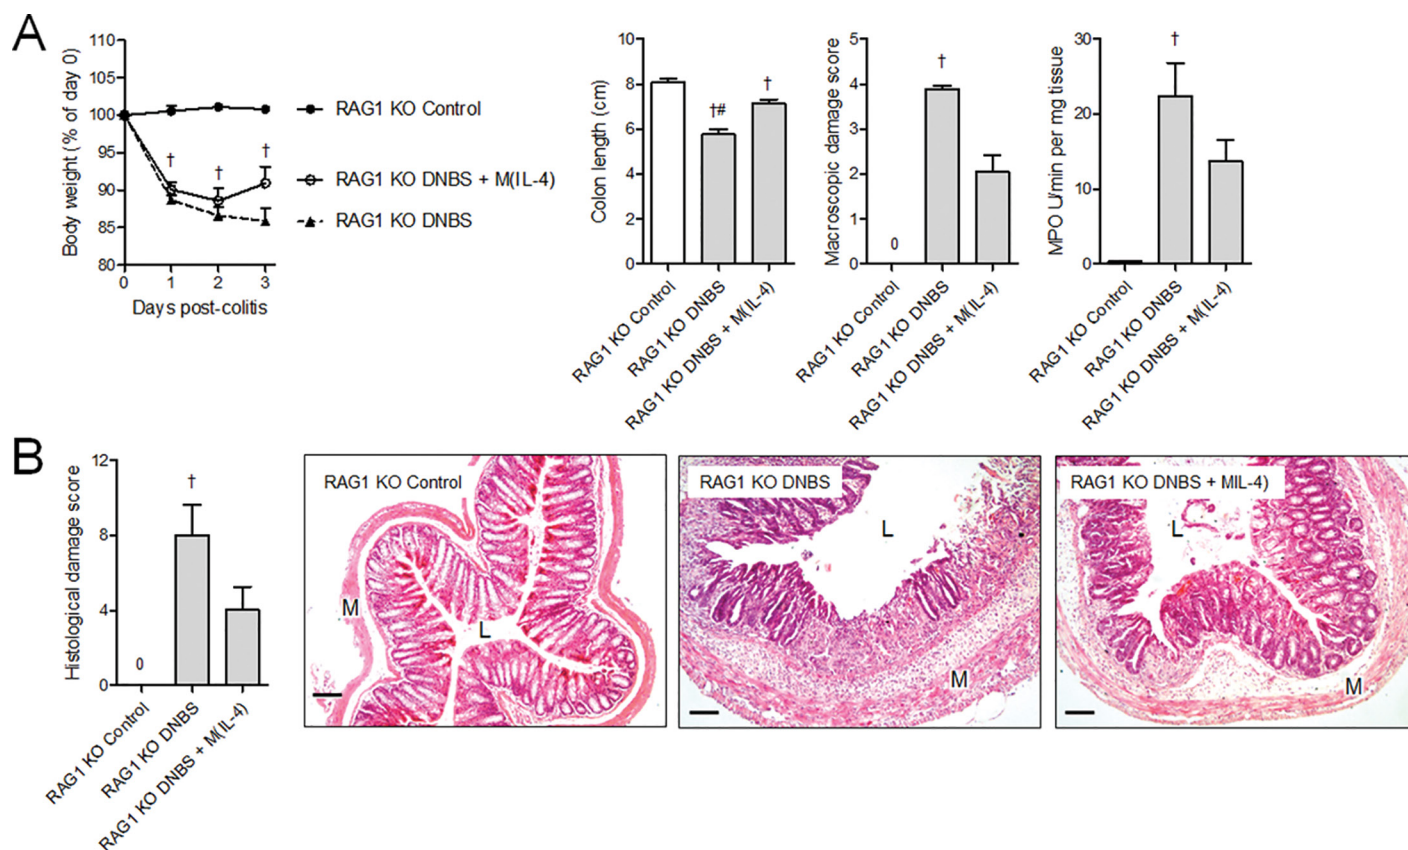 A
Body weight (% of day 0)
110
105
100
95
90
85
80
†
†
†
0
1
2
3
Days post-colitis
RAG1 KO Control
RAG1 KO DNBS + M(IL-4)
RAG1 KO DNBS
Colon length (cm)
10
8
6
4
2
0
†#
†
RAG1 KO Control
RAG1 KO DNBS
RAG1 KO DNBS + M(IL-4)
Macroscopic damage score
5
4
3
2
1
0
0
†
RAG1 KO Control
RAG1 KO DNBS
RAG1 KO DNBS + M(IL-4)
MPO U/min per mg tissue
30
20
10
0
†
RAG1 KO Control
RAG1 KO DNBS
RAG1 KO DNBS + M(IL-4)
B
Histological damage score
12
8
4
0
0
†
RAG1 KO Control
RAG1 KO DNBS
RAG1 KO DNBS + M(IL-4)
RAG1 KO Control
M
L
RAG1 KO DNBS
L
M
RAG1 KO DNBS + MIL-4)
L
M